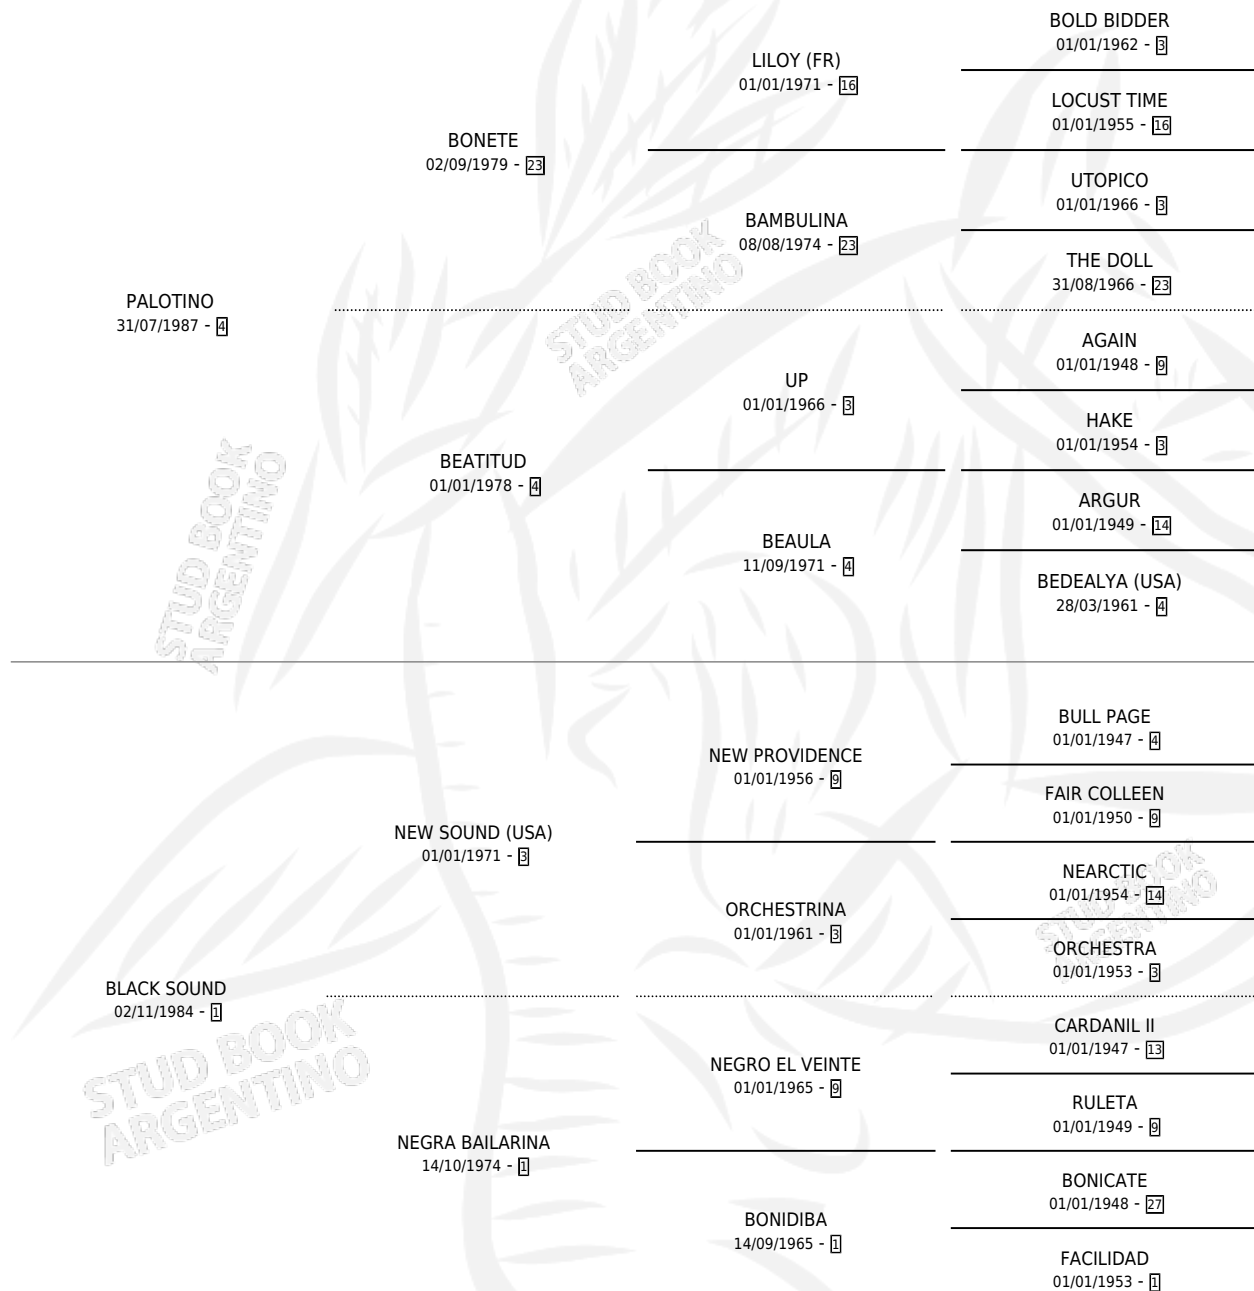 BOLD BIDDER
01/01/1962 - 3
LILOY (FR)
01/01/1971 - 16
LOCUST TIME
01/01/1955 - 16
BONETE
02/09/1979 - 23
UTOPICO
01/01/1966 - 3
BAMBULINA
08/08/1974 - 23
THE DOLL
31/08/1966 - 23
PALOTINO
31/07/1987 - 4
STUD BOOK
ARGENTINO
AGAIN
01/01/1948 - 9
UP
01/01/1966 - 3
HAKE
01/01/1954 - 3
BEATITUD
01/01/1978 - 4
ARGUR
01/01/1949 - 14
BEAULA
11/09/1971 - 4
BEDEALYA (USA)
28/03/1961 - 4
STUD BOOK
ARGENTINO
BULL PAGE
01/01/1947 - 4
NEW PROVIDENCE
01/01/1956 - 9
FAIR COLLEEN
01/01/1950 - 9
NEW SOUND (USA)
01/01/1971 - 3
NEARCTIC
01/01/1954 - 14
ORCHESTRINA
01/01/1961 - 3
STUD BOOK
ARGENTINO
ORCHESTRA
01/01/1953 - 3
BLACK SOUND
02/11/1984 - 1
STUD BOOK
ARGENTINO
CARDANIL II
01/01/1947 - 13
NEGRO EL VEINTE
01/01/1965 - 9
RULETA
01/01/1949 - 9
NEGRA BAILARINA
14/10/1974 - 1
BONICATE
01/01/1948 - 27
BONIDIBA
14/09/1965 - 1
FACILIDAD
01/01/1953 - 1